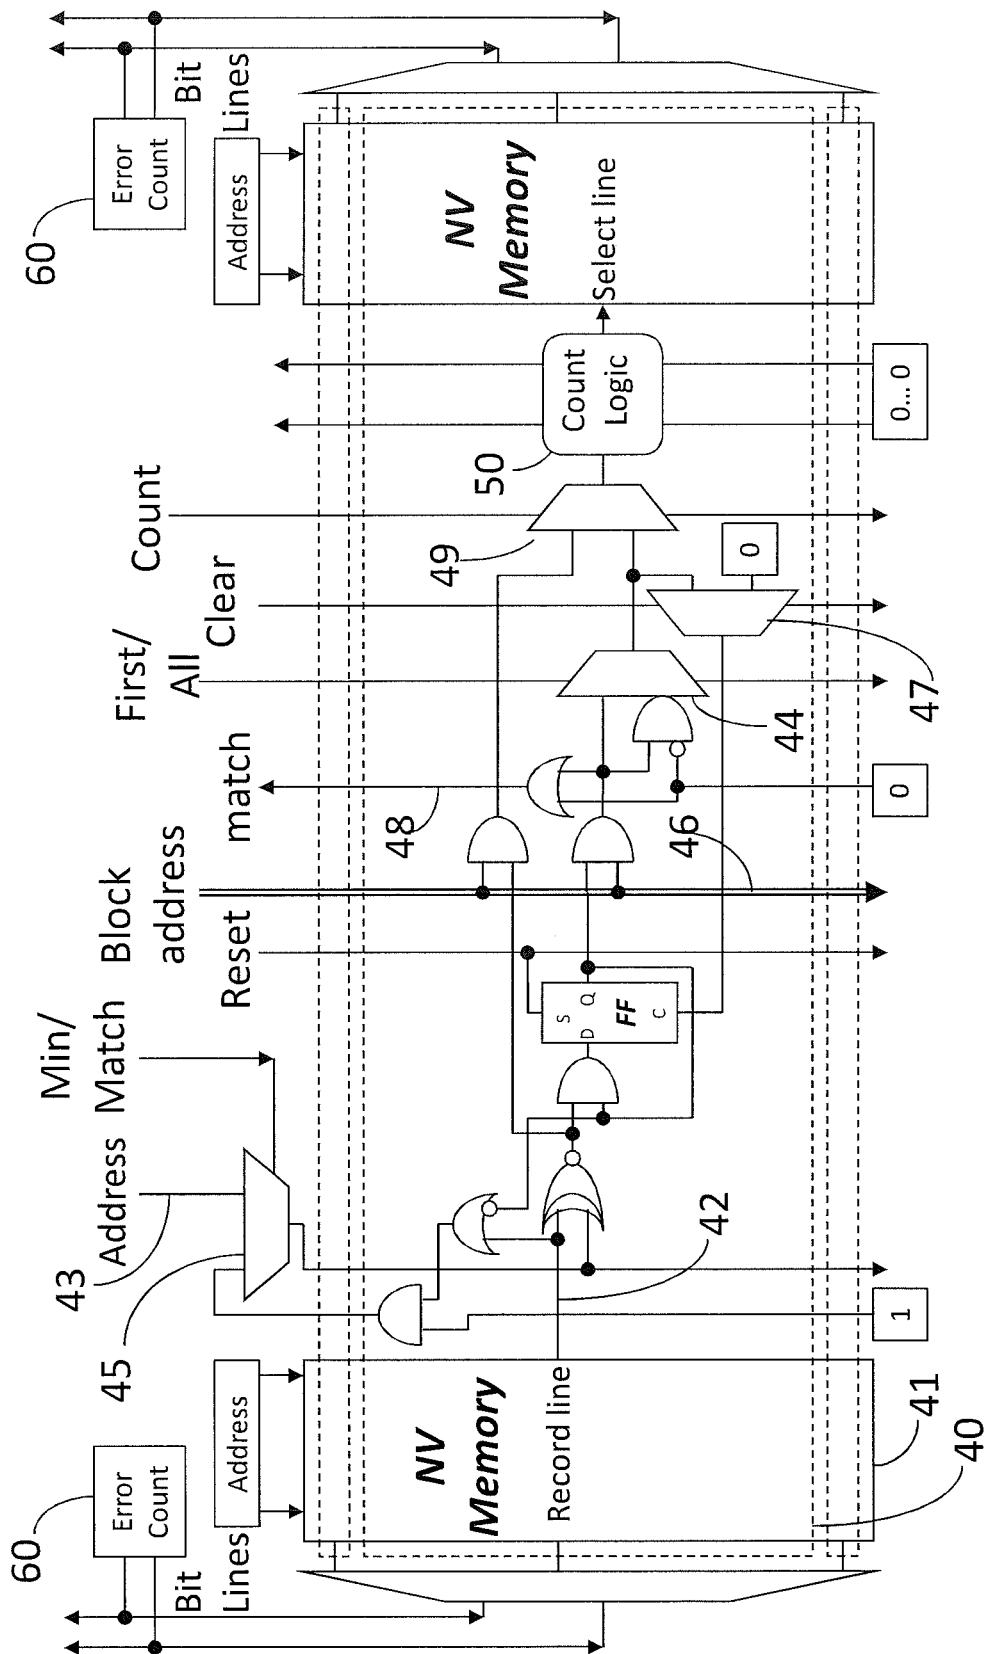 60
Error
Count
Bit
Lines
Address
NV
Memory
Record line
41
40
45
43
Address
Min/
Match
42
1
Reset
S
D
Q
FF
C
Block
address
46
match
48
0
First/
All
44
Clear
47
0
Count
49
50
Count
Logic
0... 0
60
Error
Count
Bit
Lines
Address
NV
Memory
Select line